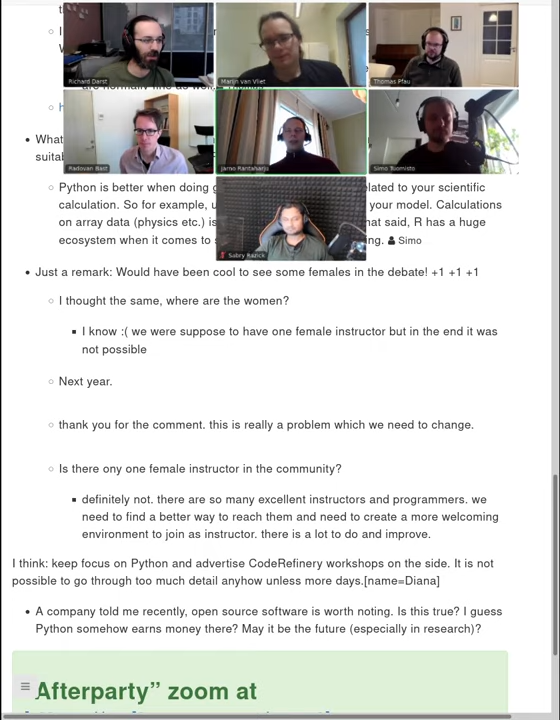 Richard Darst
Marijn van Vliet
Thomas Pfau
Radovan Bast
Jarno Rantaharju
Simo Tuomisto
Sabry Razick
What
suitab
Python is better when doing g elated to your scientific
calculation. So for example, u your model. Calculations
on array data (physics etc.) is hat said, R has a huge
ecosystem when it comes to s ng. Simo
Just a remark: Would have been cool to see some females in the debate! +1 +1 +1
I thought the same, where are the women?
I know :( we were suppose to have one female instructor but in the end it was
not possible
Next year.
thank you for the comment. this is really a problem which we need to change.
Is there ony one female instructor in the community?
definitely not. there are so many excellent instructors and programmers. we
need to find a better way to reach them and need to create a more welcoming
environment to join as instructor. there is a lot to do and improve.
I think: keep focus on Python and advertise CodeRefinery workshops on the side. It is not
possible to go through too much detail anyhow unless more days.[name=Diana]
A company told me recently, open source software is worth noting. Is this true? I guess
Python somehow earns money there? May it be the future (especially in research)?
Afterparty” zoom at